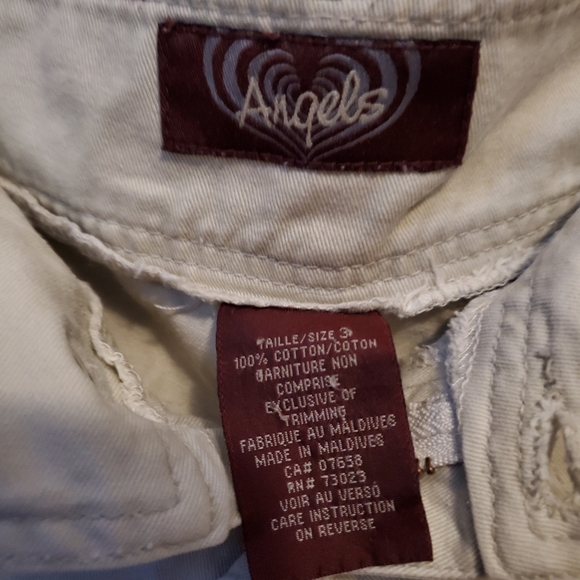 Angels
TAILLE/SIZE 3
100% COTTON/COTON
GARNITURE NON
COMPRISE
EXCLUSIVE OF
TRIMMING
FABRIQUE AU MALDIVES
MADE IN MALDIVES
CA# 07658
RN# 73023
VOIR AU VERSO
CARE INSTRUCTION
ON REVERSE